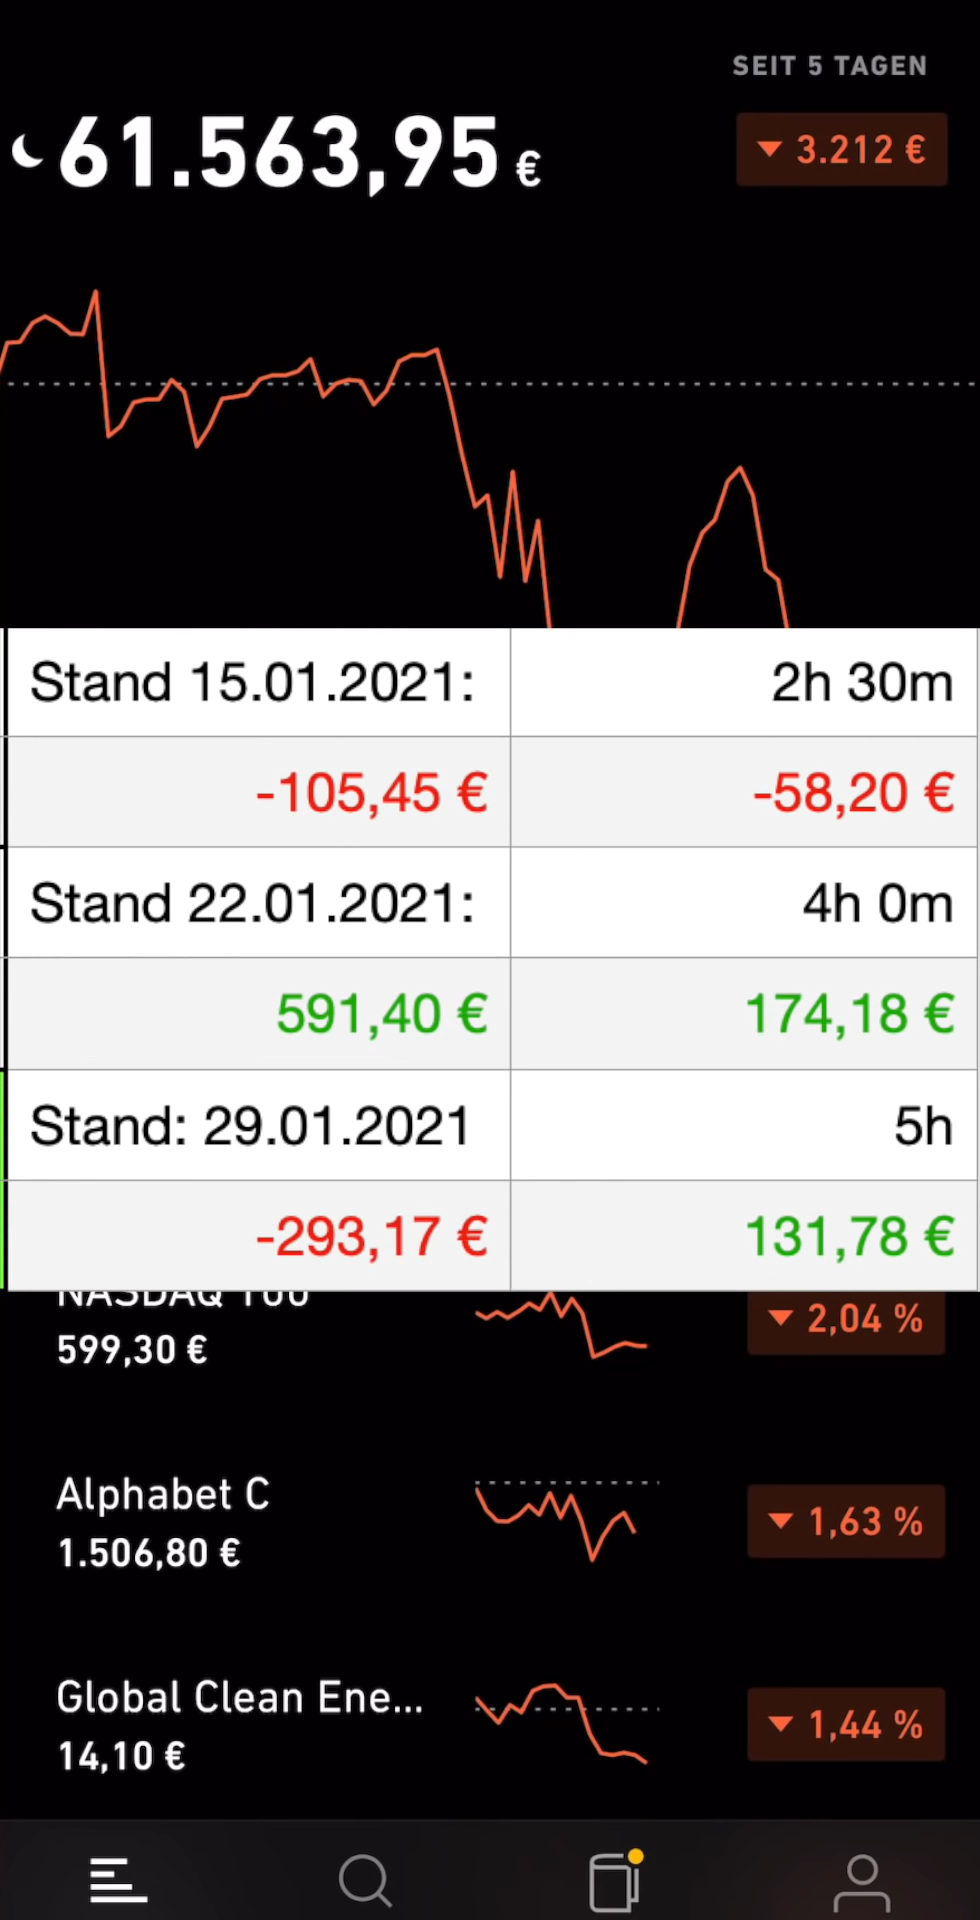 SEIT 5 TAGEN
61.563,95 €
▼ 3.212 €
Stand 15.01.2021: 2h 30m
-105,45 € -58,20 €
Stand 22.01.2021: 4h 0m
591,40 € 174,18 €
Stand: 29.01.2021 5h
-293,17 € 131,78 €
NASDAQ 100
▼ 2,04 %
599,30 €
Alphabet C
▼ 1,63 %
1.506,80 €
Global Clean Ene...
▼ 1,44 %
14,10 €